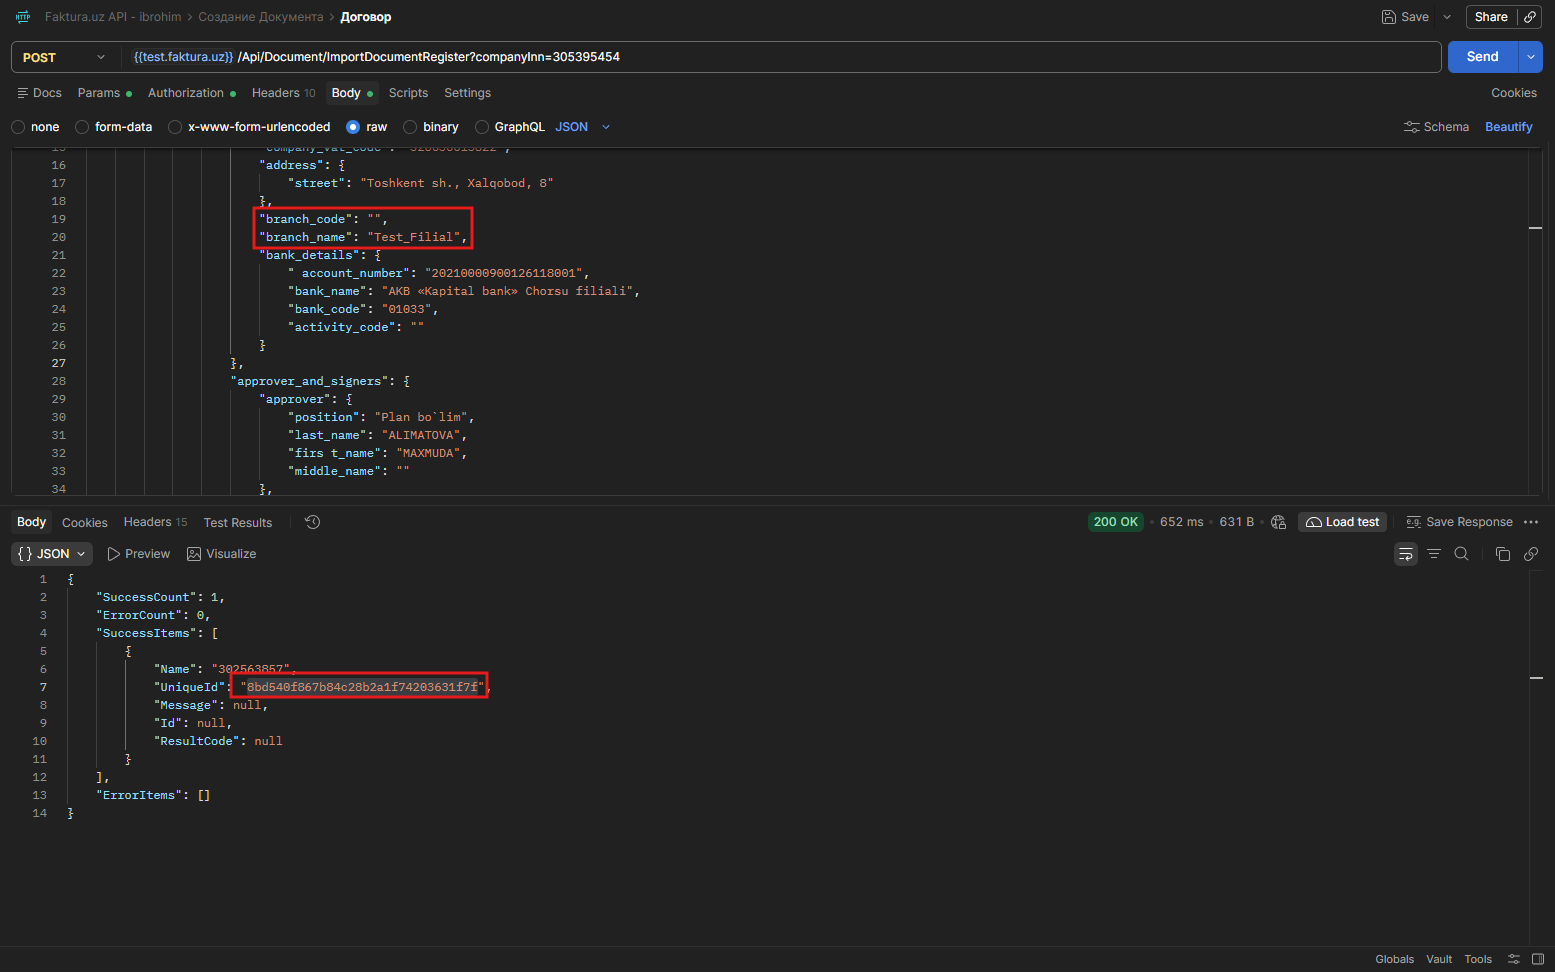 HTTP Faktura.uz API - ibrohim > Создание Документа > Договор Save Share
POST {{test.faktura.uz}} /Api/Document/ImportDocumentRegister?companyInn=305395454 Send
Docs Params Authorization Headers 10 Body Scripts Settings Cookies
none form-data x-www-form-urlencoded raw binary GraphQL JSON Schema Beautify
16 "address": {
17 "street": "Toshkent sh., Xalqobod, 8"
18 },
19 "branch_code": "",
20 "branch_name": "Test_Filial",
21 "bank_details": {
22 " account_number": "20210000900126118001",
23 "bank_name": "AKB «Kapital bank» Chorsu filiali",
24 "bank_code": "01033",
25 "activity_code": ""
26 }
27 },
28 "approver_and_signers": {
29 "approver": {
30 "position": "Plan bo`lim",
31 "last_name": "ALIMATOVA",
32 "firs t_name": "MAXMUDA",
33 "middle_name": ""
34 },
Body Cookies Headers 15 Test Results 200 OK • 652 ms • 631 B Load test e.g. Save Response
{} JSON Preview Visualize
1 {
2 "SuccessCount": 1,
3 "ErrorCount": 0,
4 "SuccessItems": [
5 {
6 "Name": "302563857",
7 "UniqueId": "8bd540f867b84c28b2a1f74203631f7f",
8 "Message": null,
9 "Id": null,
10 "ResultCode": null
11 }
12 ],
13 "ErrorItems": []
14 }
Globals Vault Tools